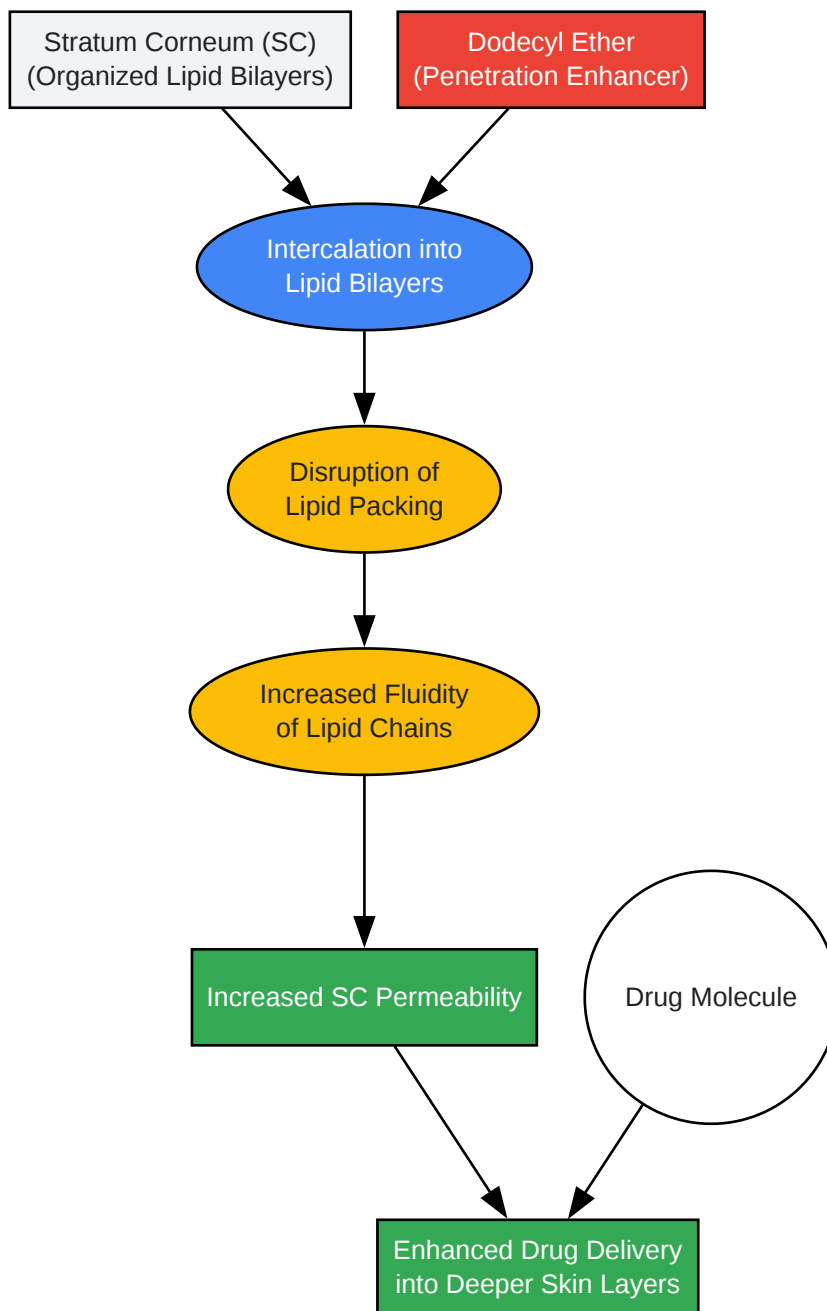 Stratum Corneum (SC)
(Organized Lipid Bilayers)
Dodecyl Ether
(Penetration Enhancer)
Intercalation into
Lipid Bilayers
Disruption of
Lipid Packing
Increased Fluidity
of Lipid Chains
Increased SC Permeability
Drug Molecule
Enhanced Drug Delivery
into Deeper Skin Layers